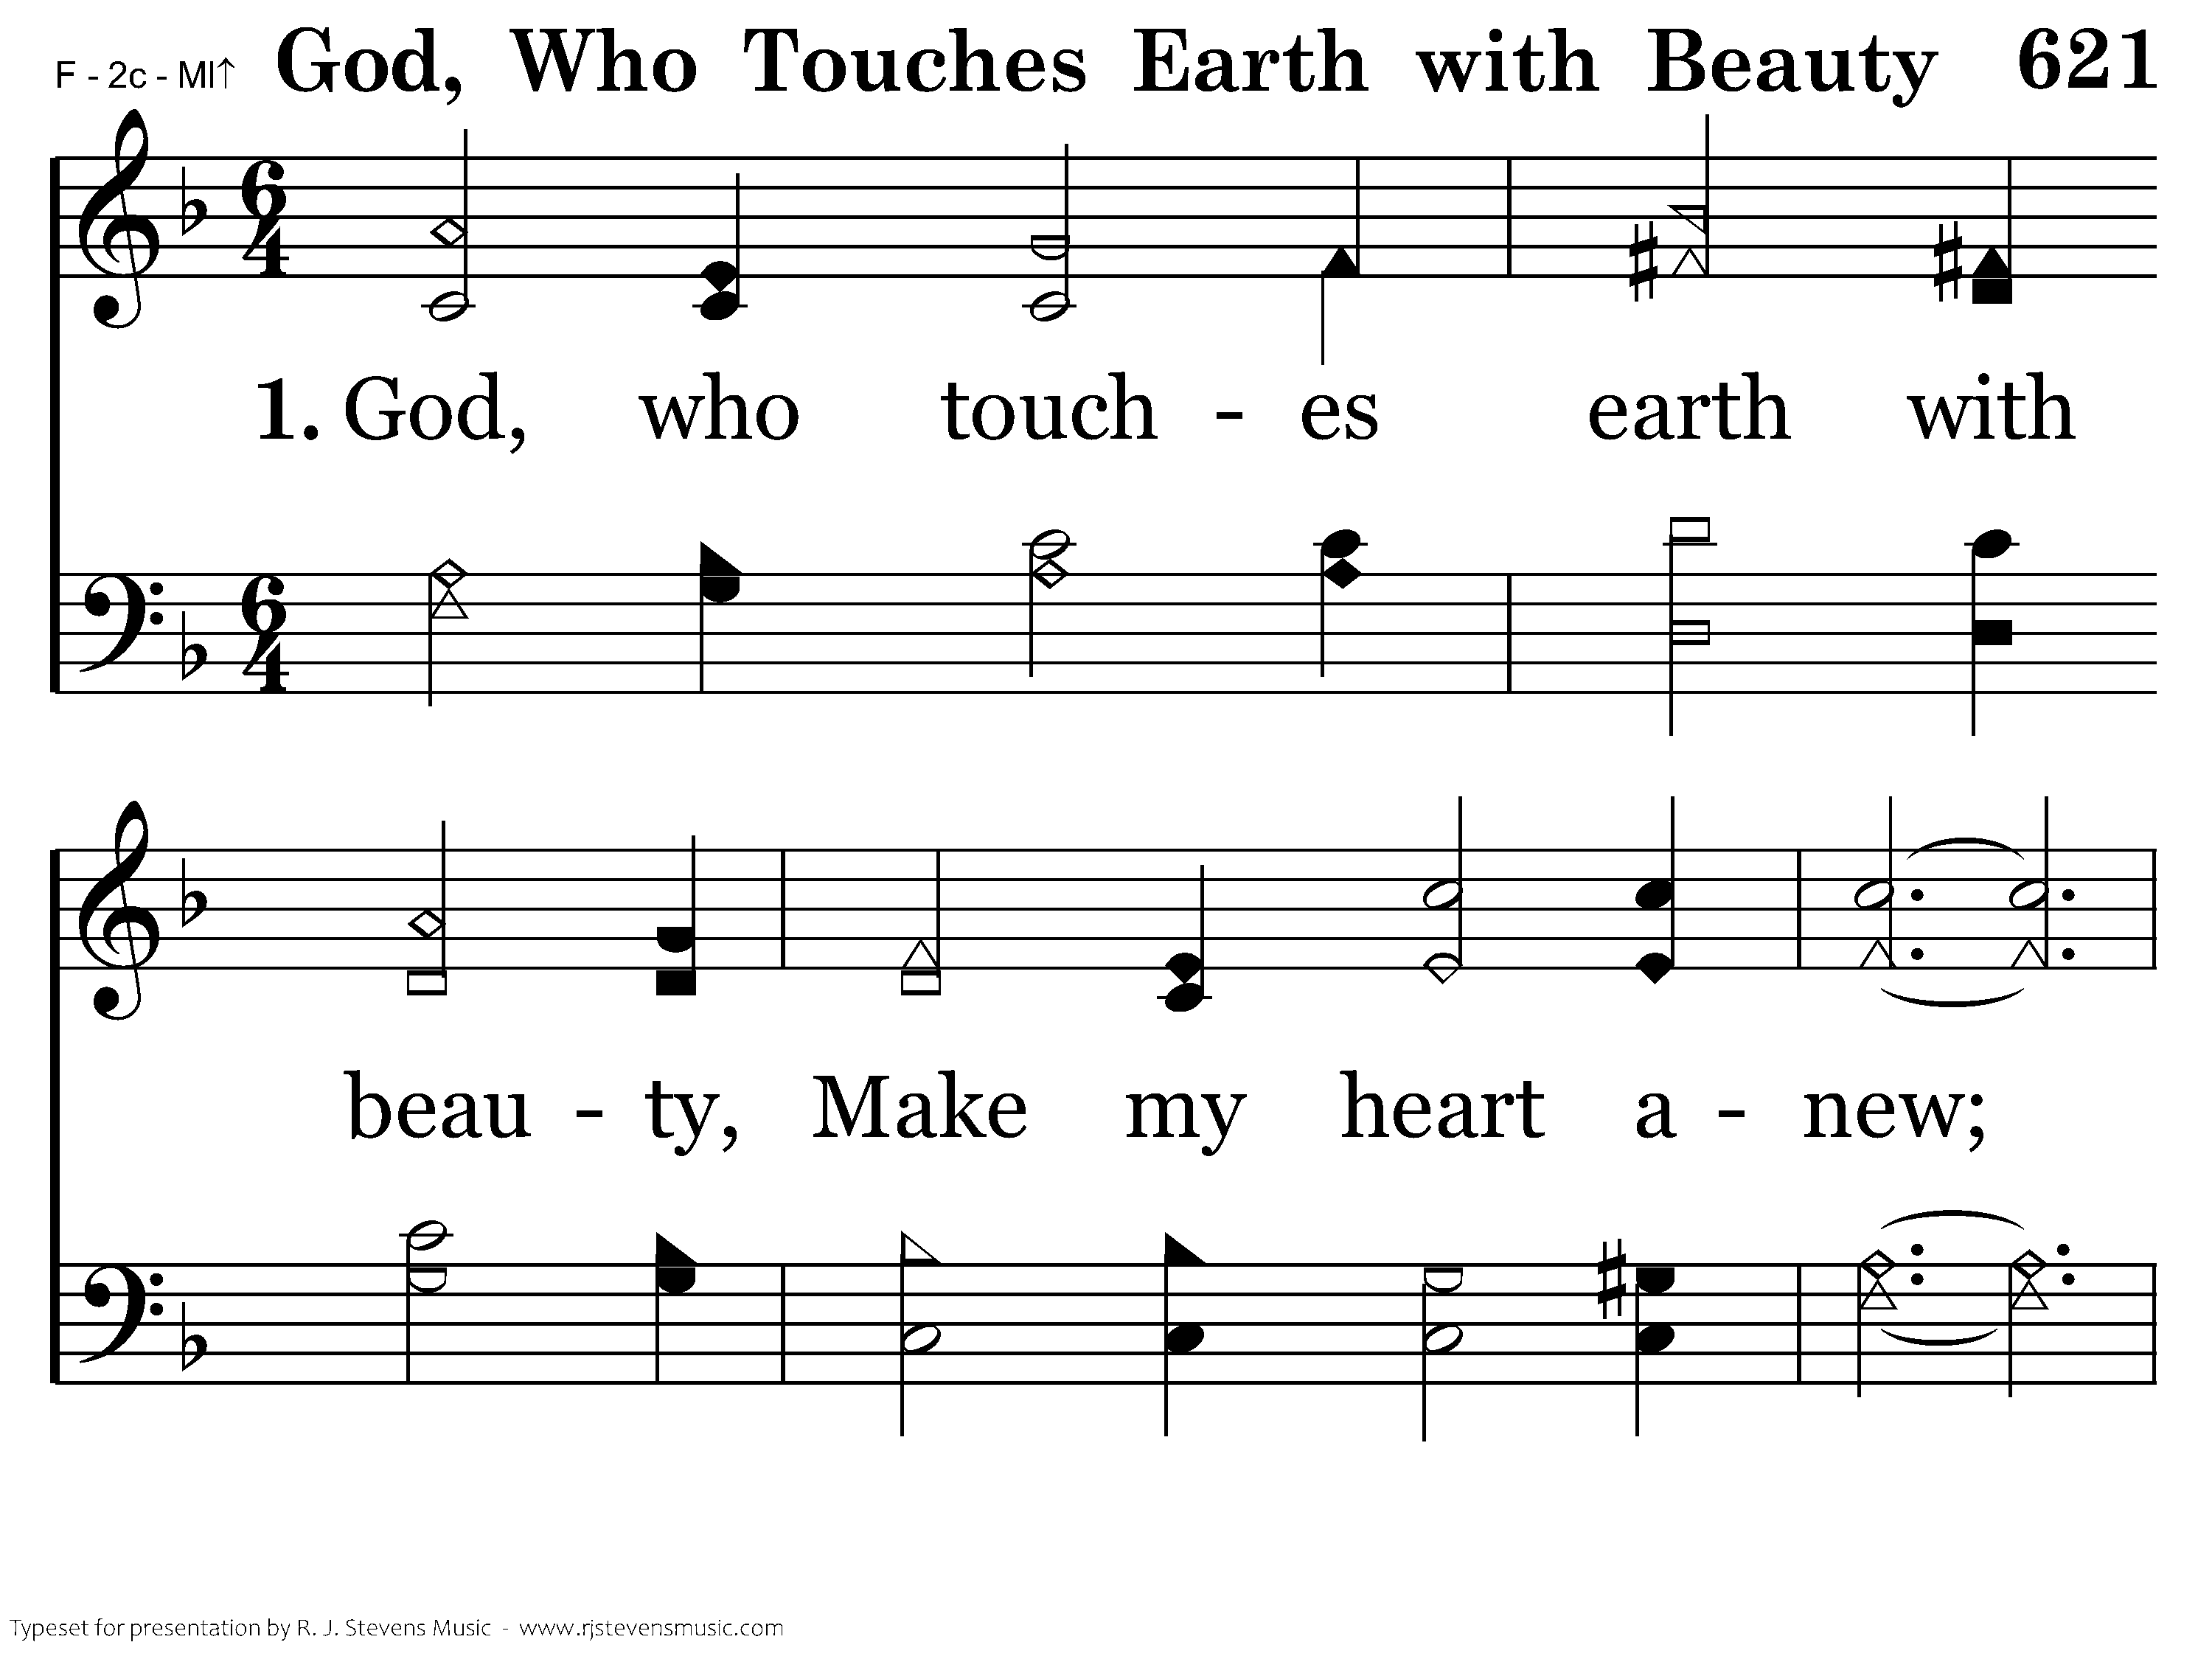 F - 2c - MI↑ God, Who Touches Earth with Beauty 621
1. God, who touch - es earth with
beau - ty, Make my heart a - new;
Typeset for presentation by R. J. Stevens Music - www.rjstevensmusic.com